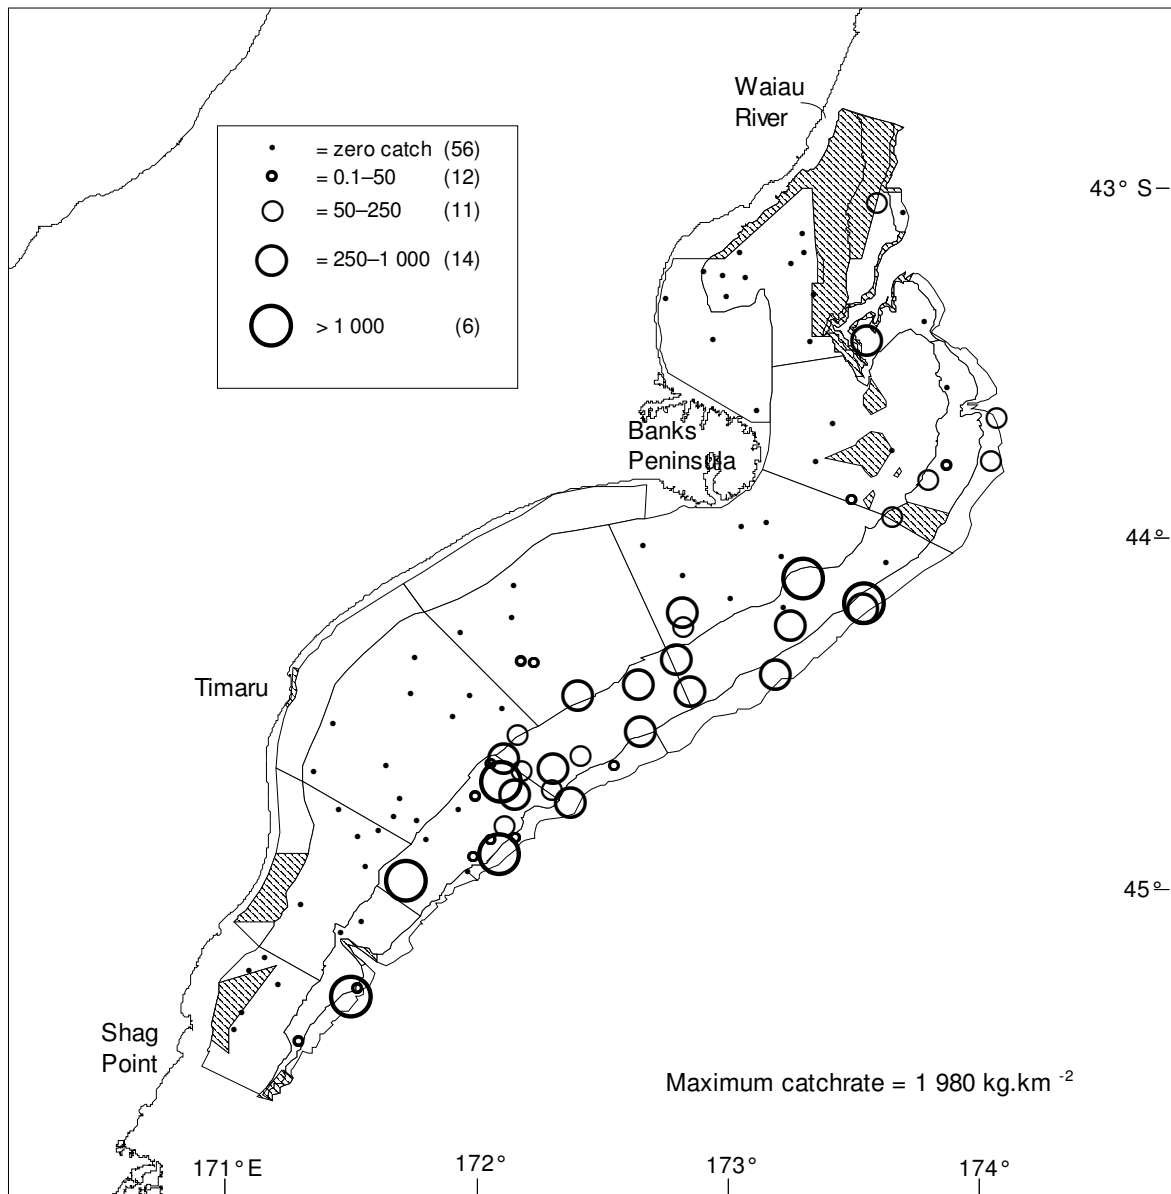 Waiau
River
= zero catch (56)
= 0.1–50 (12)
= 50–250 (11)
= 250–1 000 (14)
> 1 000 (6)
43° S
Banks
Peninsula
44°
Timaru
45°
Shag
Point
Maximum catchrate = 1 980 kg.km -2
171° E
172°
173°
174°